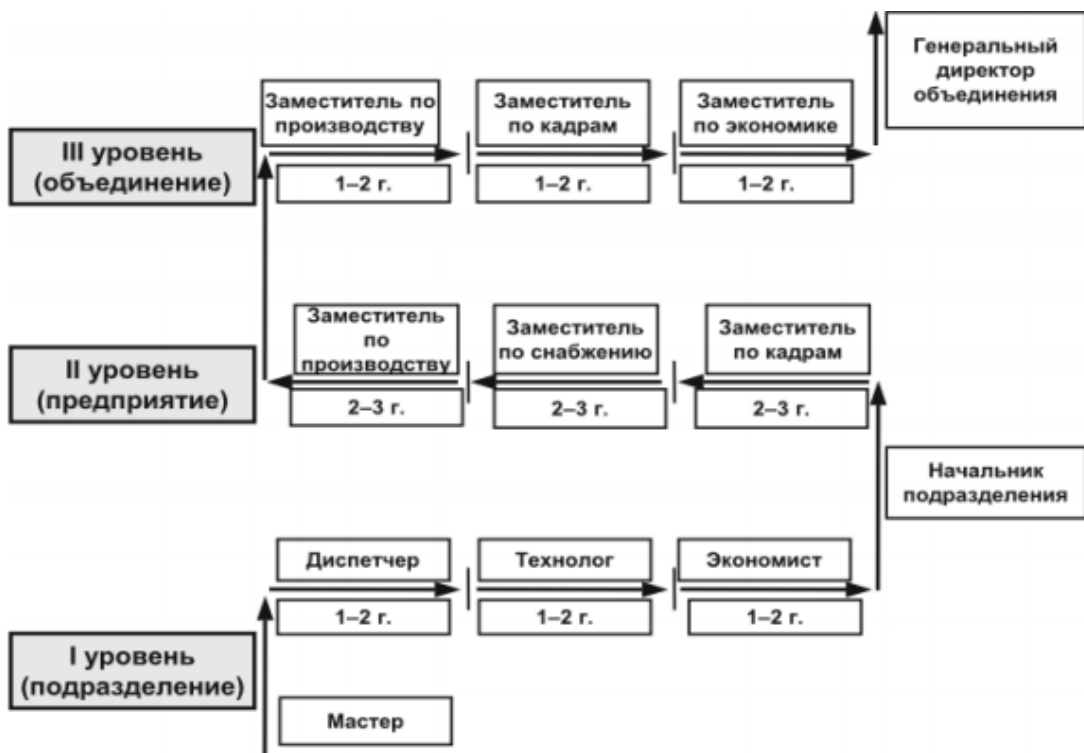 Генеральный
директор
объединения
Заместитель по
производству
Заместитель
по кадрам
Заместитель
по экономике
III уровень
(объединение)
1–2 г.
1–2 г.
1–2 г.
Заместитель
по
производству
Заместитель
по снабжению
Заместитель
по кадрам
II уровень
(предприятие)
2–3 г.
2–3 г.
2–3 г.
Начальник
подразделения
Диспетчер
Технолог
Экономист
1–2 г.
1–2 г.
1–2 г.
I уровень
(подразделение)
Мастер